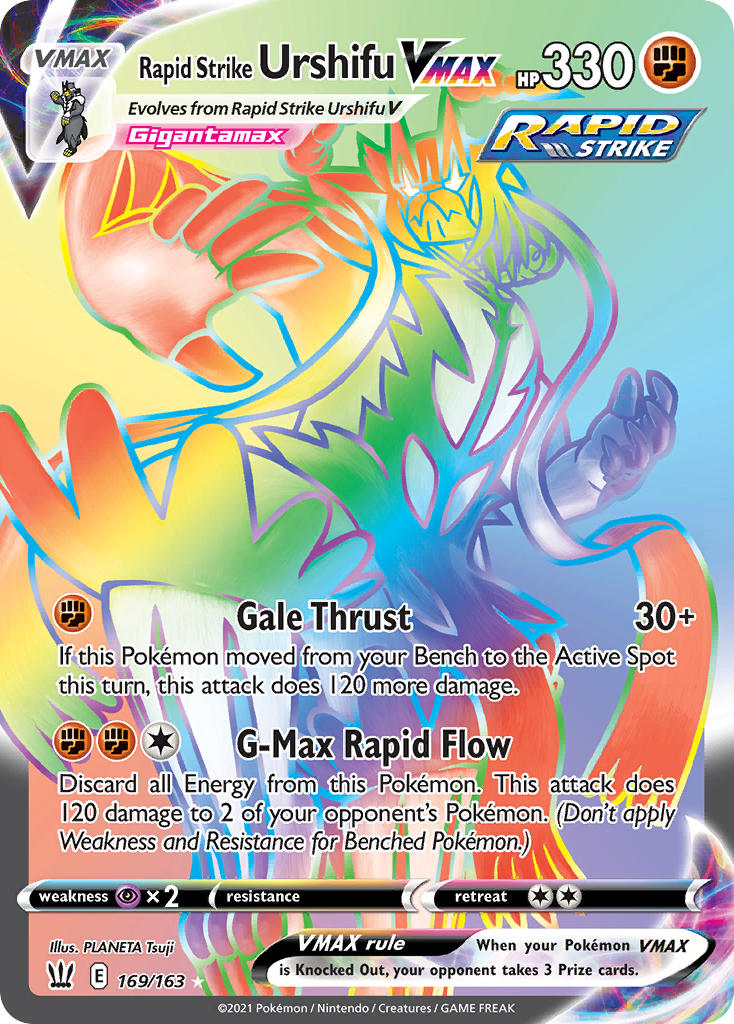 VMAX
Rapid Strike Urshifu VMAX HP 330
Evolves from Rapid Strike Urshifu V
Gigantamax
RAPID STRIKE
Gale Thrust 30+
If this Pokémon moved from your Bench to the Active Spot
this turn, this attack does 120 more damage.
G-Max Rapid Flow
Discard all Energy from this Pokémon. This attack does
120 damage to 2 of your opponent's Pokémon. (Don't apply
Weakness and Resistance for Benched Pokémon.)
weakness ×2 resistance retreat
Illus. PLANETA Tsuji
VMAX rule When your Pokémon VMAX
is Knocked Out, your opponent takes 3 Prize cards.
E 169/163
©2021 Pokémon / Nintendo / Creatures / GAME FREAK